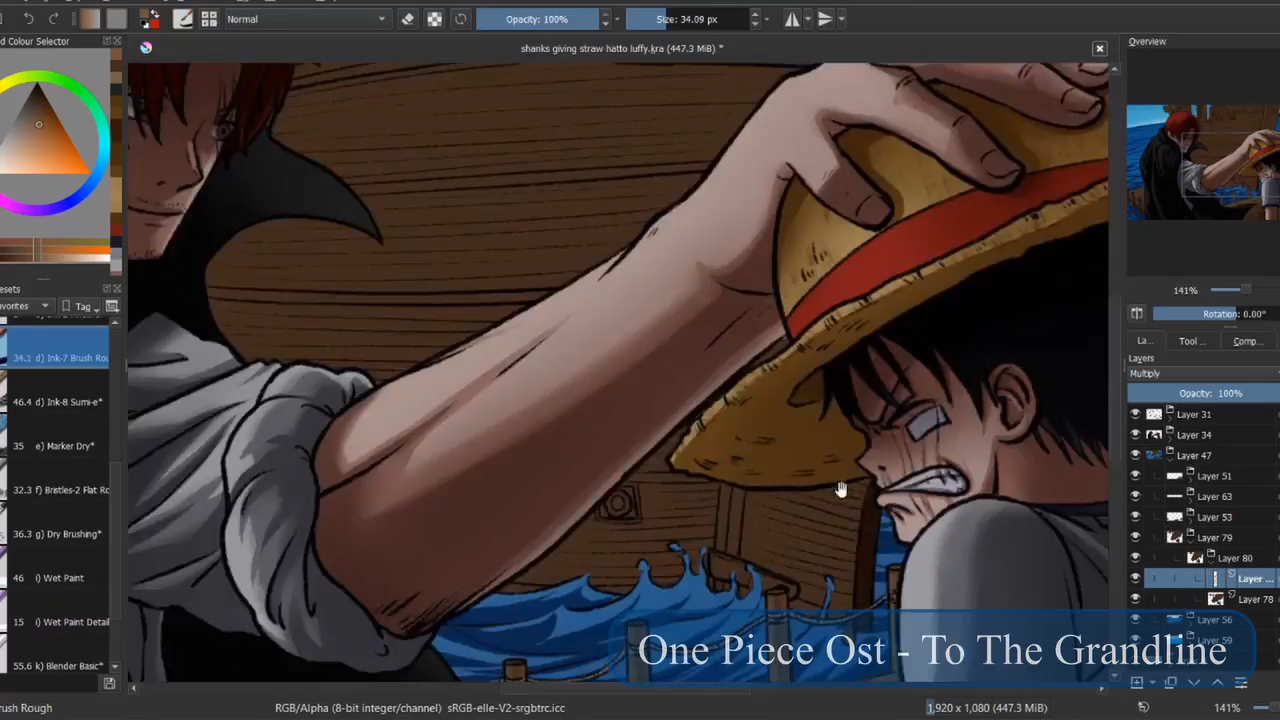 Normal
Opacity: 100%
Size: 34.09 px
d Colour Selector
shanks giving straw hatto luffy.kra (447.3 MiB) *
Overview
141%
Rotation: 0.00°
esets
avorites
Tag
La...
Tool ...
Comp...
Layers
Multiply
Opacity: 100%
34.1 d) Ink-7 Brush Rou
46.4 d) Ink-8 Sumi-e*
35 e) Marker Dry*
32.3 f) Bristles-2 Flat Ro
36.3 g) Dry Brushing*
46 i) Wet Paint
15 i) Wet Paint Detail
55.6 k) Blender Basic*
Layer 31
Layer 34
Layer 47
Layer 51
Layer 63
Layer 53
Layer 79
Layer 80
Layer ...
Layer 78
Layer 56
Layer 59
One Piece Ost - To The Grandline
rush Rough
RGB/Alpha (8-bit integer/channel) sRGB-elle-V2-srgbtrc.icc
1,920 x 1,080 (447.3 MiB)
141%